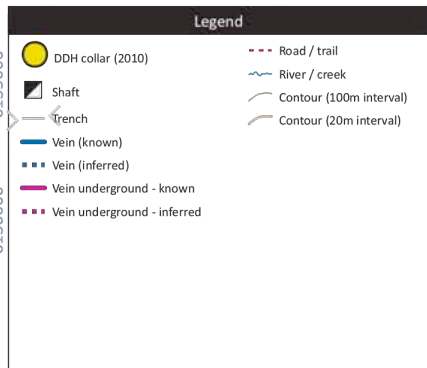 Legend
DDH collar (2010)
Shaft
Trench
Vein (known)
Vein (inferred)
Vein underground - known
Vein underground - inferred
Road / trail
River / creek
Contour (100m interval)
Contour (20m interval)